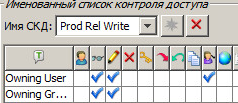 Именованный список контроля доступа
Имя СКД: Prod Rel Write
Owning User
Owning Gr...